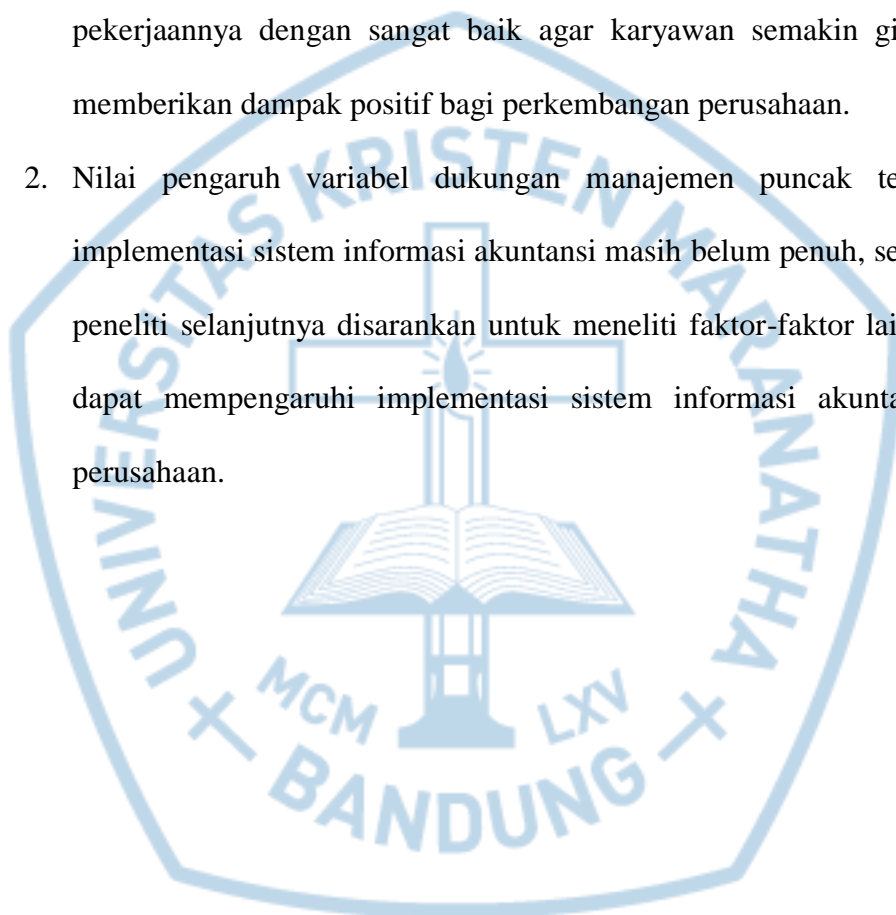 pekerjaannya dengan sangat baik agar karyawan semakin gi
memberikan dampak positif bagi perkembangan perusahaan.
2. Nilai pengaruh variabel dukungan manajemen puncak te
implementasi sistem informasi akuntansi masih belum penuh, se
peneliti selanjutnya disarankan untuk meneliti faktor-faktor lai
dapat mempengaruhi implementasi sistem informasi akunta
perusahaan.
UNIVERSITAS KRISTEN MARANATHA
MCM LXV
BANDUNG